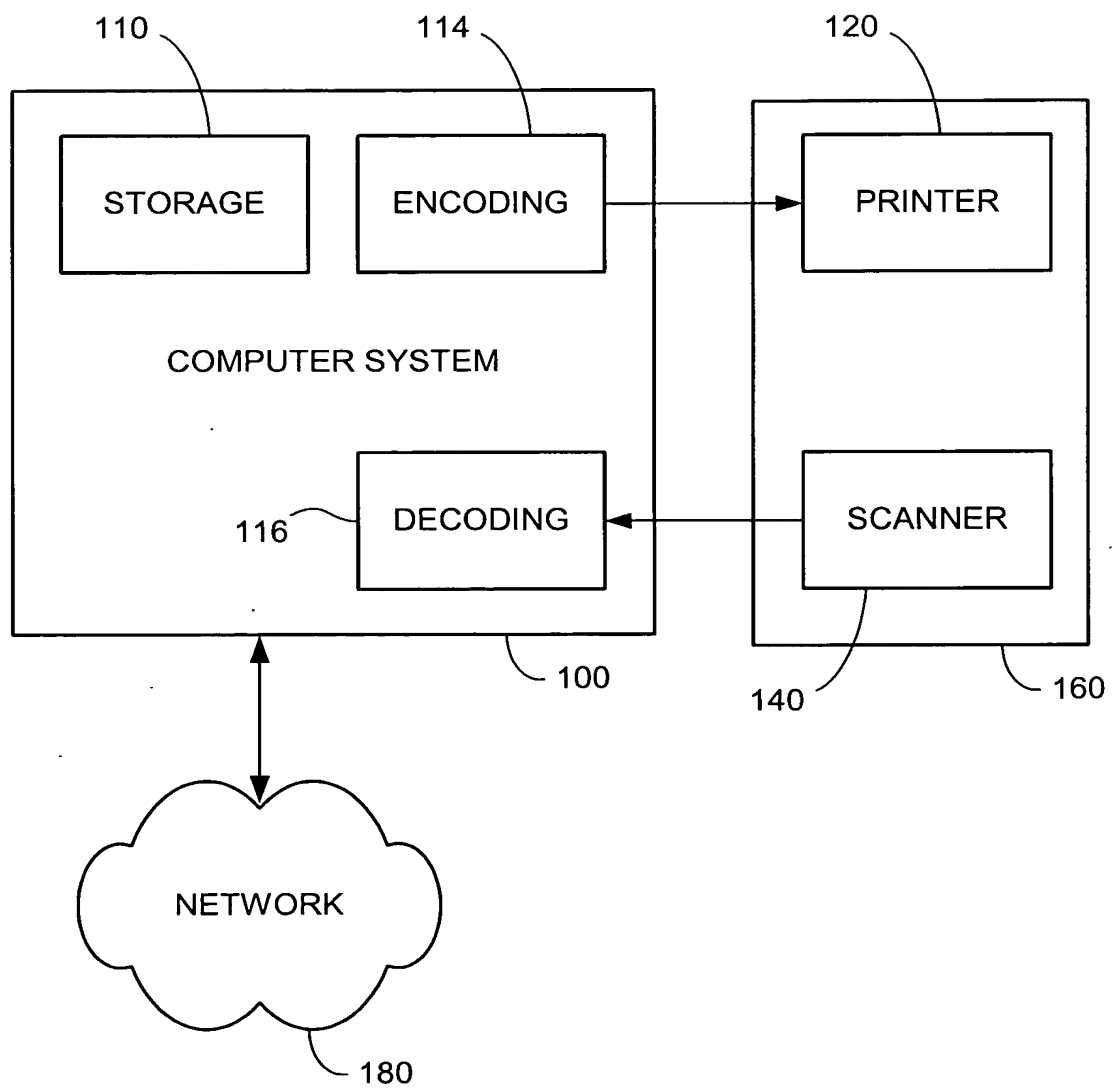 110
114
120
STORAGE
ENCODING
PRINTER
COMPUTER SYSTEM
116
DECODING
SCANNER
100
140
160
NETWORK
180